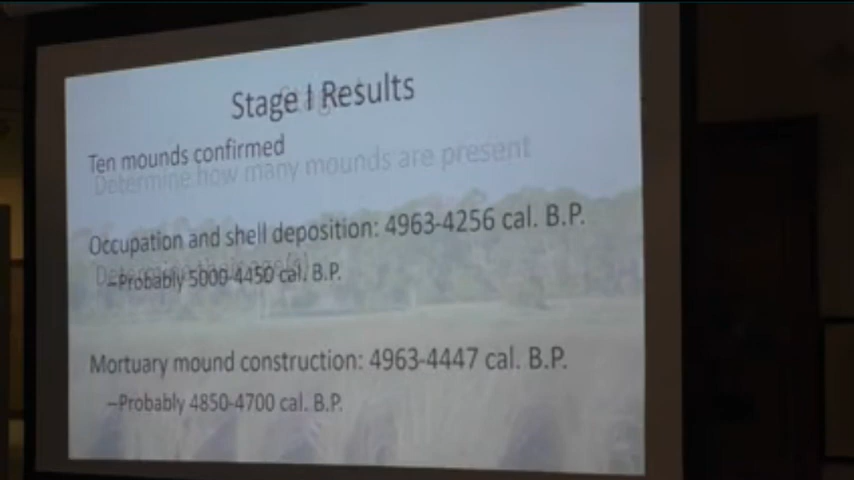 Stage I Results
Ten mounds confirmed
Determine how many mounds are present
Occupation and shell deposition: 4963-4256 cal. B.P.
–Probably 5000-4450 cal. B.P.
Mortuary mound construction: 4963-4447 cal. B.P.
–Probably 4850-4700 cal. B.P.